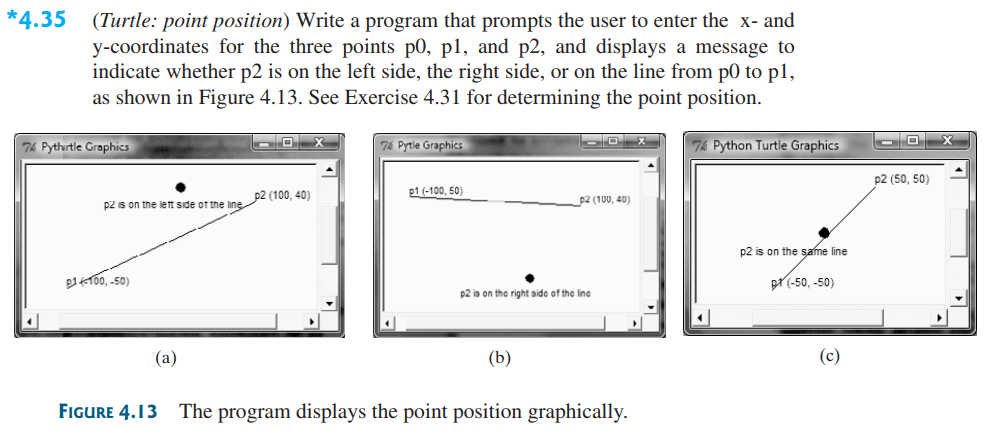 *4.35 (Turtle: point position) Write a program that prompts the user to enter the x- and
y-coordinates for the three points p0, p1, and p2, and displays a message to
indicate whether p2 is on the left side, the right side, or on the line from p0 to p1,
as shown in Figure 4.13. See Exercise 4.31 for determining the point position.
Pythurtle Graphics
p2 (100, 40)
p2 is on the left side of the line
p1 (-100, -50)
(a)
Pyrtle Graphics
p1 (-100, 50)
p2 (100, 40)
p2 is on the right side of the line
(b)
Python Turtle Graphics
p2 (50, 50)
p2 is on the same line
p1 (-50, -50)
(c)
FIGURE 4.13 The program displays the point position graphically.